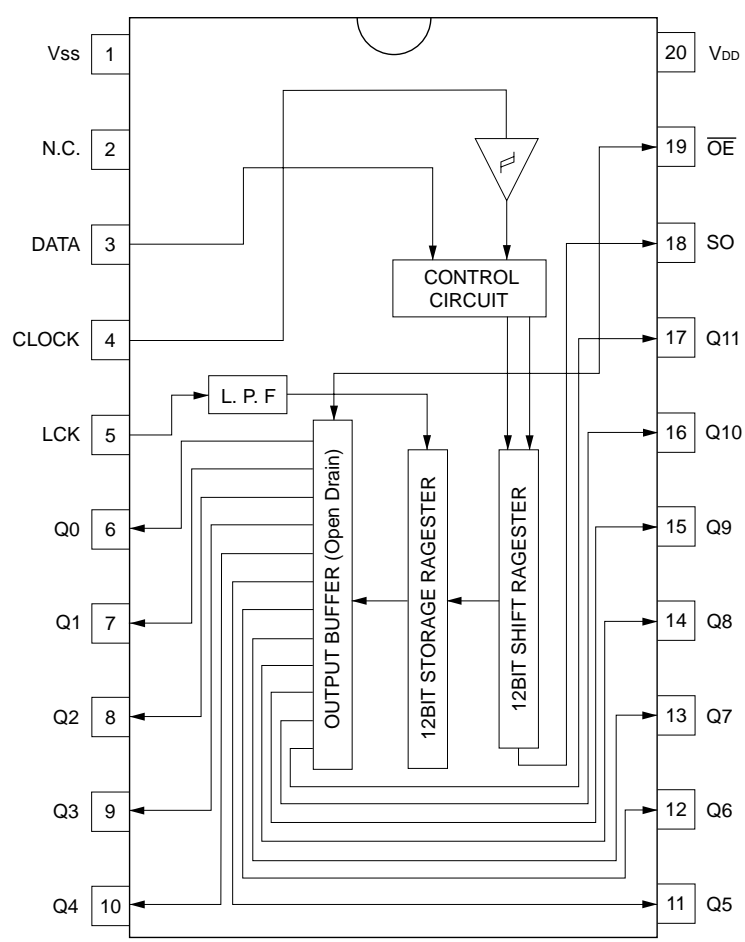 Vss 1
N.C. 2
DATA 3
CLOCK 4
LCK 5
Q0 6
Q1 7
Q2 8
Q3 9
Q4 10
CONTROL
CIRCUIT
L. P. F
OUTPUT BUFFER (Open Drain)
12BIT STORAGE RAGESTER
12BIT SHIFT RAGESTER
20 VDD
19 OE
18 SO
17 Q11
16 Q10
15 Q9
14 Q8
13 Q7
12 Q6
11 Q5